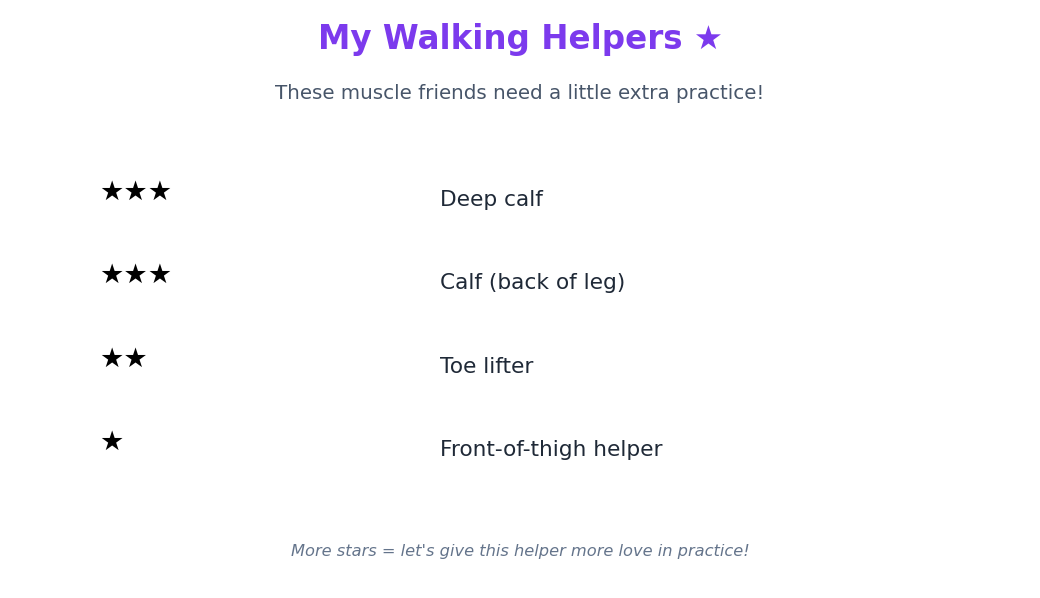 My Walking Helpers ★
These muscle friends need a little extra practice!
★★★ Deep calf
★★★ Calf (back of leg)
★★ Toe lifter
★ Front-of-thigh helper
More stars = let's give this helper more love in practice!